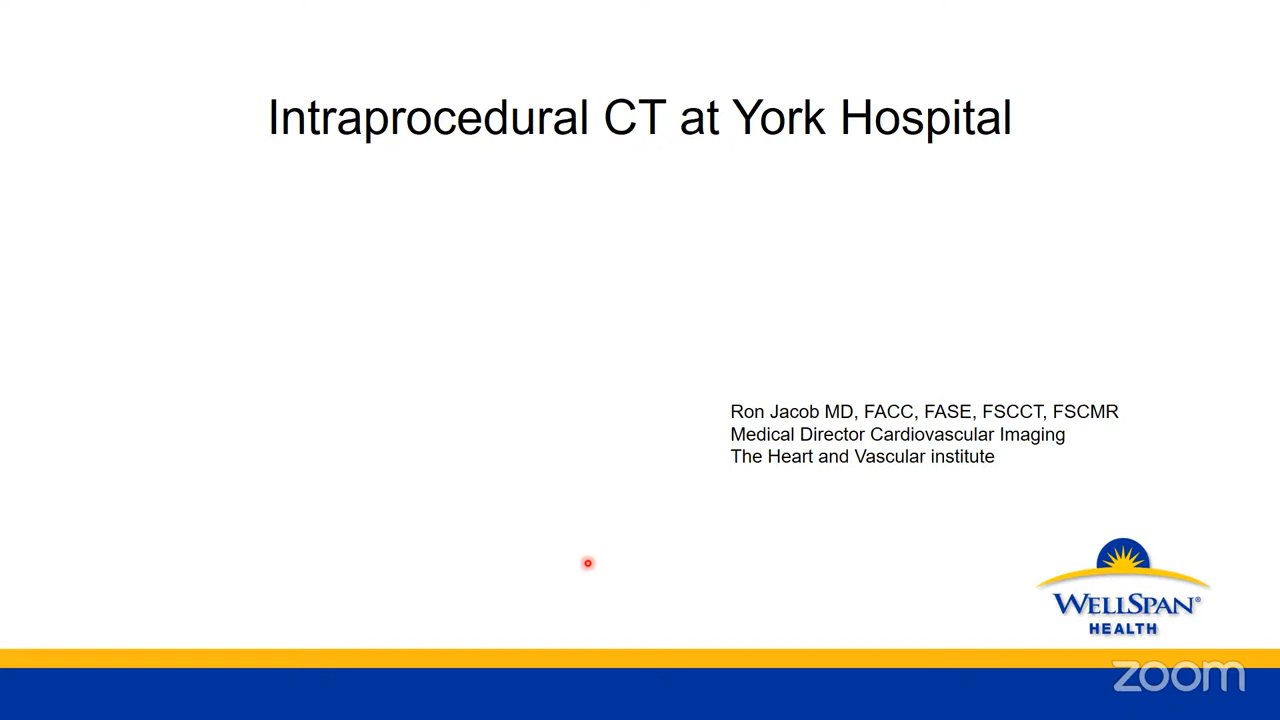 Intraprocedural CT at York Hospital
Ron Jacob MD, FACC, FASE, FSCCT, FSCMR
Medical Director Cardiovascular Imaging
The Heart and Vascular institute
WELLSPAN®
HEALTH
zoom